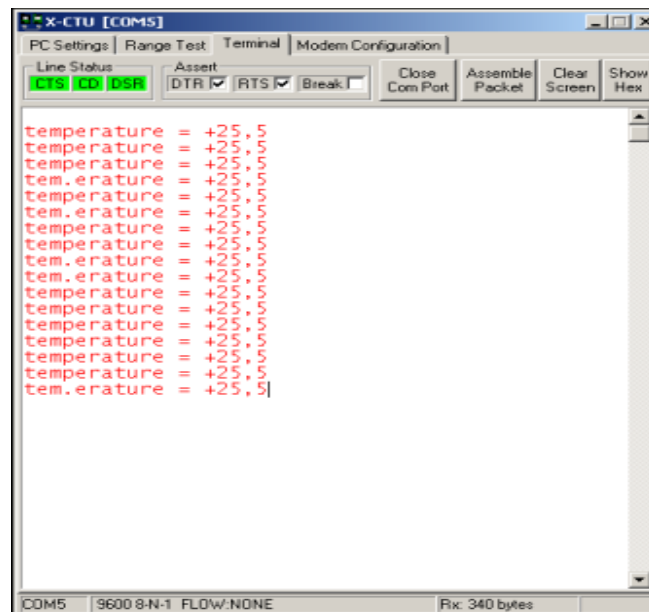 X-CTU [COM5]
PC Settings Range Test Terminal Modem Configuration
Line Status Assert
CTS CD DSR DTR RTS Break Close Com Port Assemble Packet Clear Screen Show Hex
temperature = +25,5
temperature = +25,5
temperature = +25,5
tem.erature = +25,5
temperature = +25,5
tem.erature = +25,5
temperature = +25,5
temperature = +25,5
tem.erature = +25,5
tem.erature = +25,5
temperature = +25,5
temperature = +25,5
temperature = +25,5
temperature = +25,5
temperature = +25,5
temperature = +25,5
tem.erature = +25,5
COM5 9600 8-N-1 FLOW:NONE Rx: 340 bytes